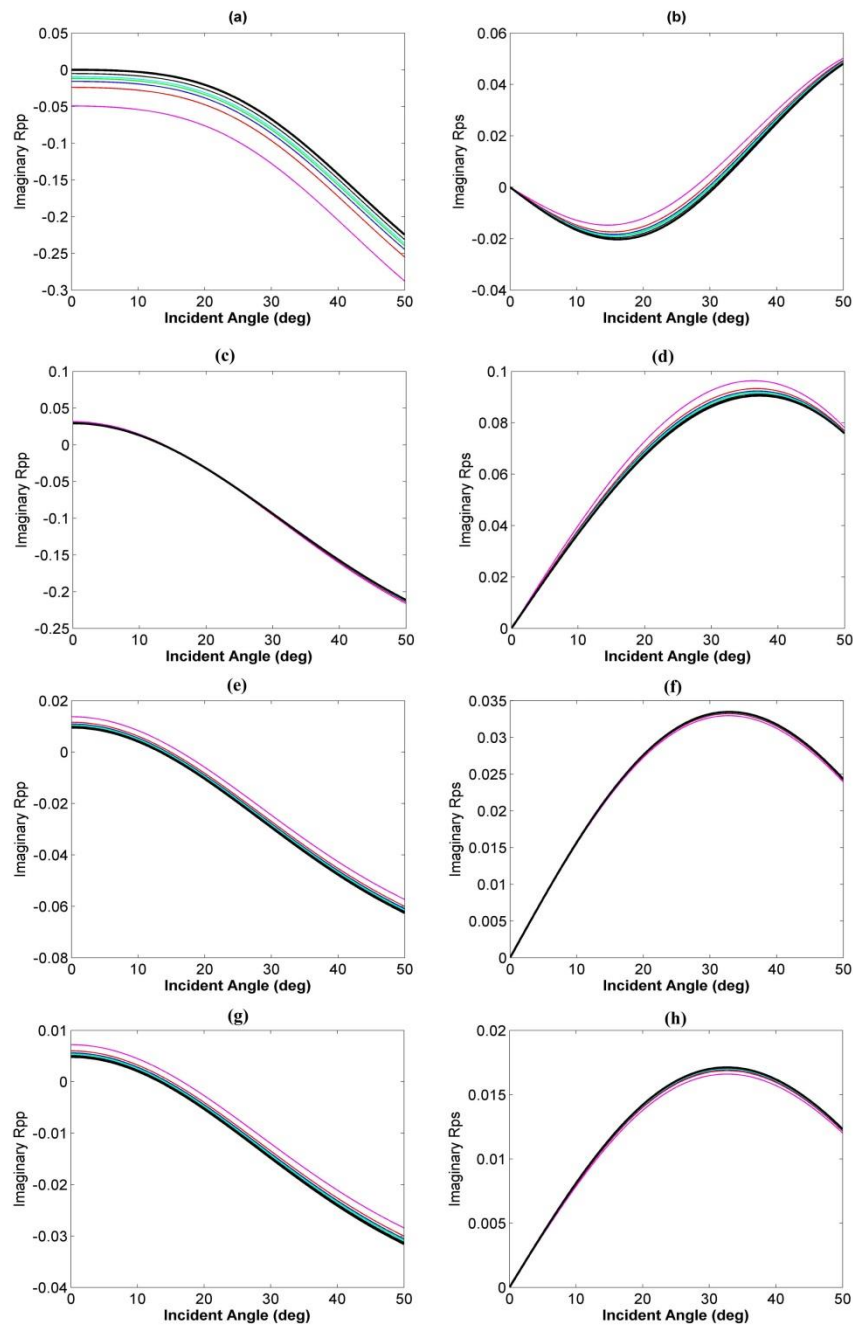 (a)
Imaginary Rpp
0.05
0
-0.05
-0.1
-0.15
-0.2
-0.25
-0.3
0 10 20 30 40 50
Incident Angle (deg)
(b)
Imaginary Rps
0.06
0.04
0.02
0
-0.02
-0.04
0 10 20 30 40 50
Incident Angle (deg)
(c)
Imaginary Rpp
0.1
0.05
0
-0.05
-0.1
-0.15
-0.2
-0.25
0 10 20 30 40 50
Incident Angle (deg)
(d)
Imaginary Rps
0.1
0.08
0.06
0.04
0.02
0
0 10 20 30 40 50
Incident Angle (deg)
(e)
Imaginary Rpp
0.02
0
-0.02
-0.04
-0.06
-0.08
0 10 20 30 40 50
Incident Angle (deg)
(f)
Imaginary Rps
0.035
0.03
0.025
0.02
0.015
0.01
0.005
0
0 10 20 30 40 50
Incident Angle (deg)
(g)
Imaginary Rpp
0.01
0
-0.01
-0.02
-0.03
-0.04
0 10 20 30 40 50
Incident Angle (deg)
(h)
Imaginary Rps
0.02
0.015
0.01
0.005
0
0 10 20 30 40 50
Incident Angle (deg)